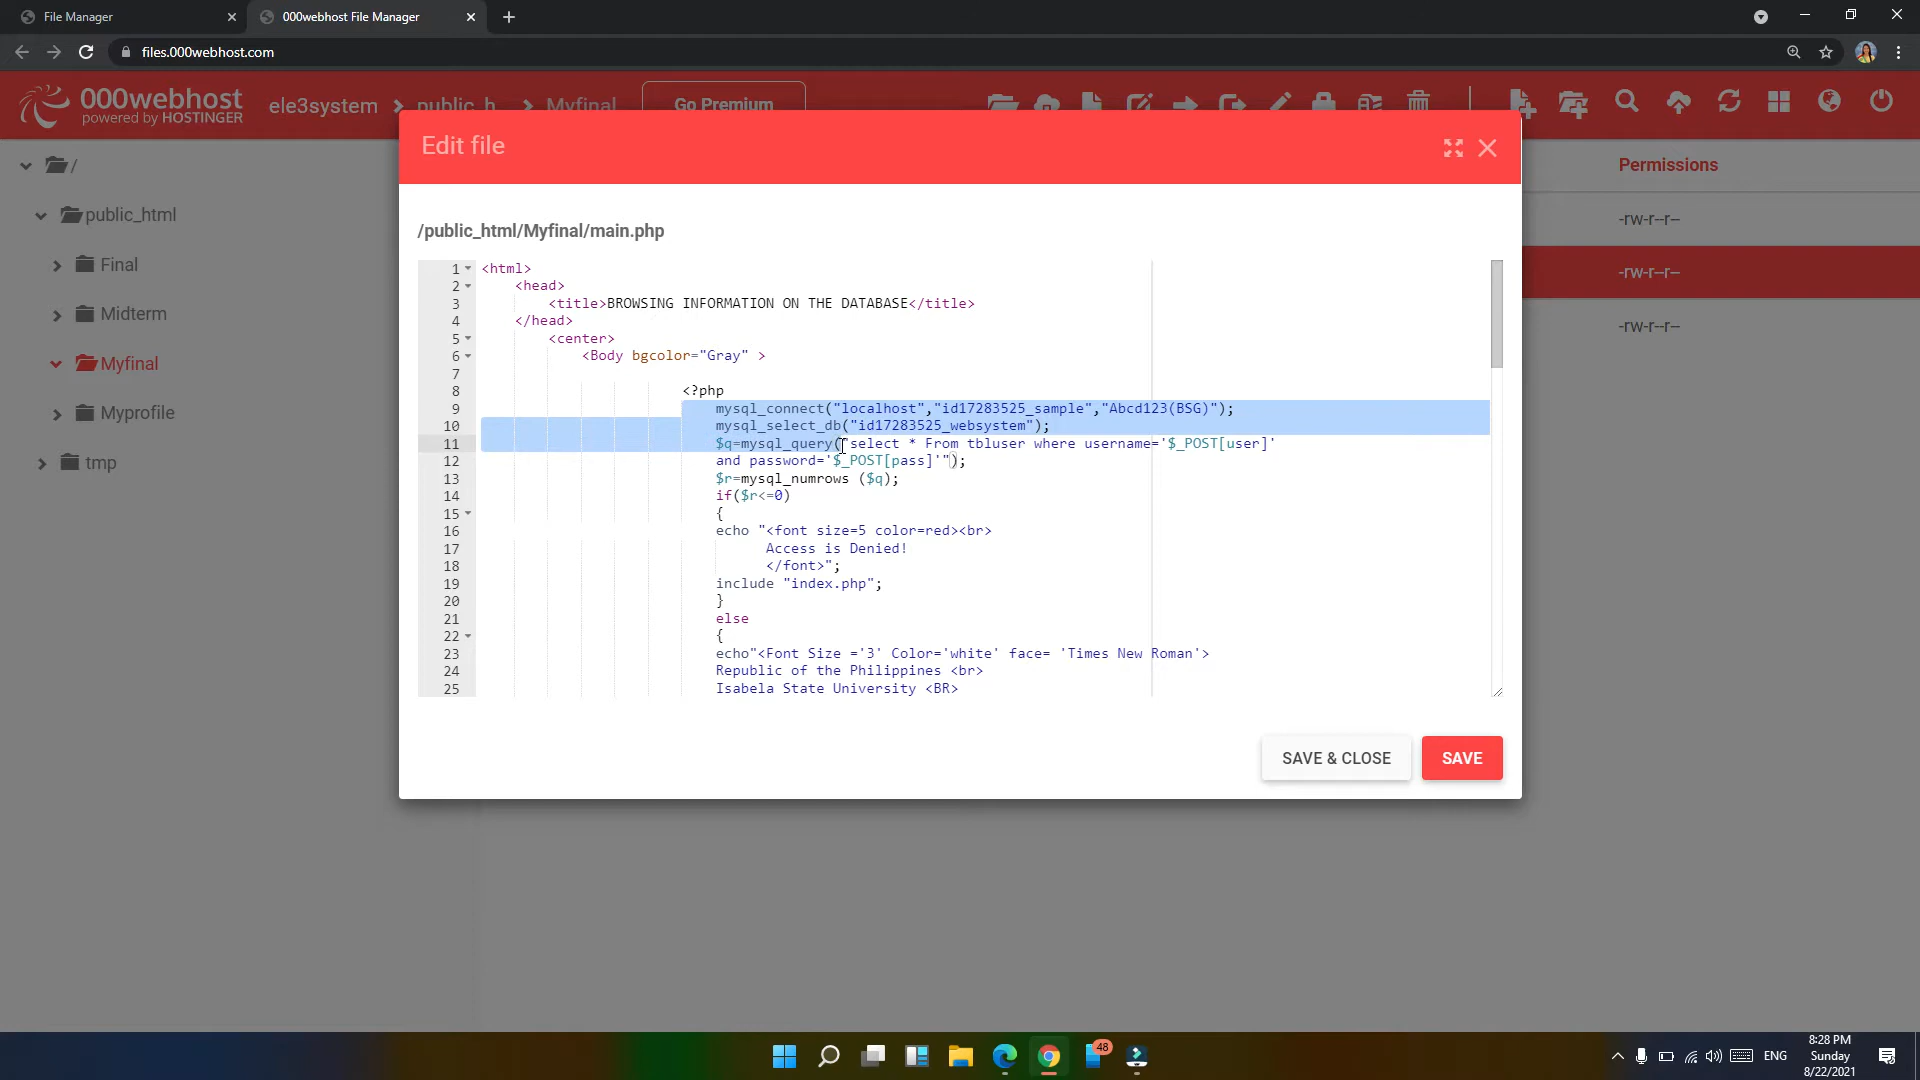 File Manager
000webhost File Manager
files.000webhost.com
000webhost
powered by HOSTINGER
ele3system > public_h > Myfinal
Go Premium
Edit file
/
public_html
Final
Midterm
Myfinal
Myprofile
tmp
Permissions
-rw-r--r--
-rw-r--r--
-rw-r--r--
/public_html/Myfinal/main.php
1 <html>
2 <head>
3 <title>BROWSING INFORMATION ON THE DATABASE</title>
4 </head>
5 <center>
6 <Body bgcolor="Gray" >
7
8 <?php
9 mysql_connect("localhost","id17283525_sample","Abcd123(BSG)");
10 mysql_select_db("id17283525_websystem");
11 $q=mysql_query("select * From tbluser where username='$_POST[user]'
12 and password='$_POST[pass]'");
13 $r=mysql_numrows ($q);
14 if($r<=0)
15 {
16 echo "<font size=5 color=red><br>
17 Access is Denied!
18 </font>";
19 include "index.php";
20 }
21 else
22 {
23 echo"<Font Size ='3' Color='white' face= 'Times New Roman'>
24 Republic of the Philippines <br>
25 Isabela State University <BR>
SAVE & CLOSE
SAVE
48
ENG
8:28 PM
Sunday
8/22/2021